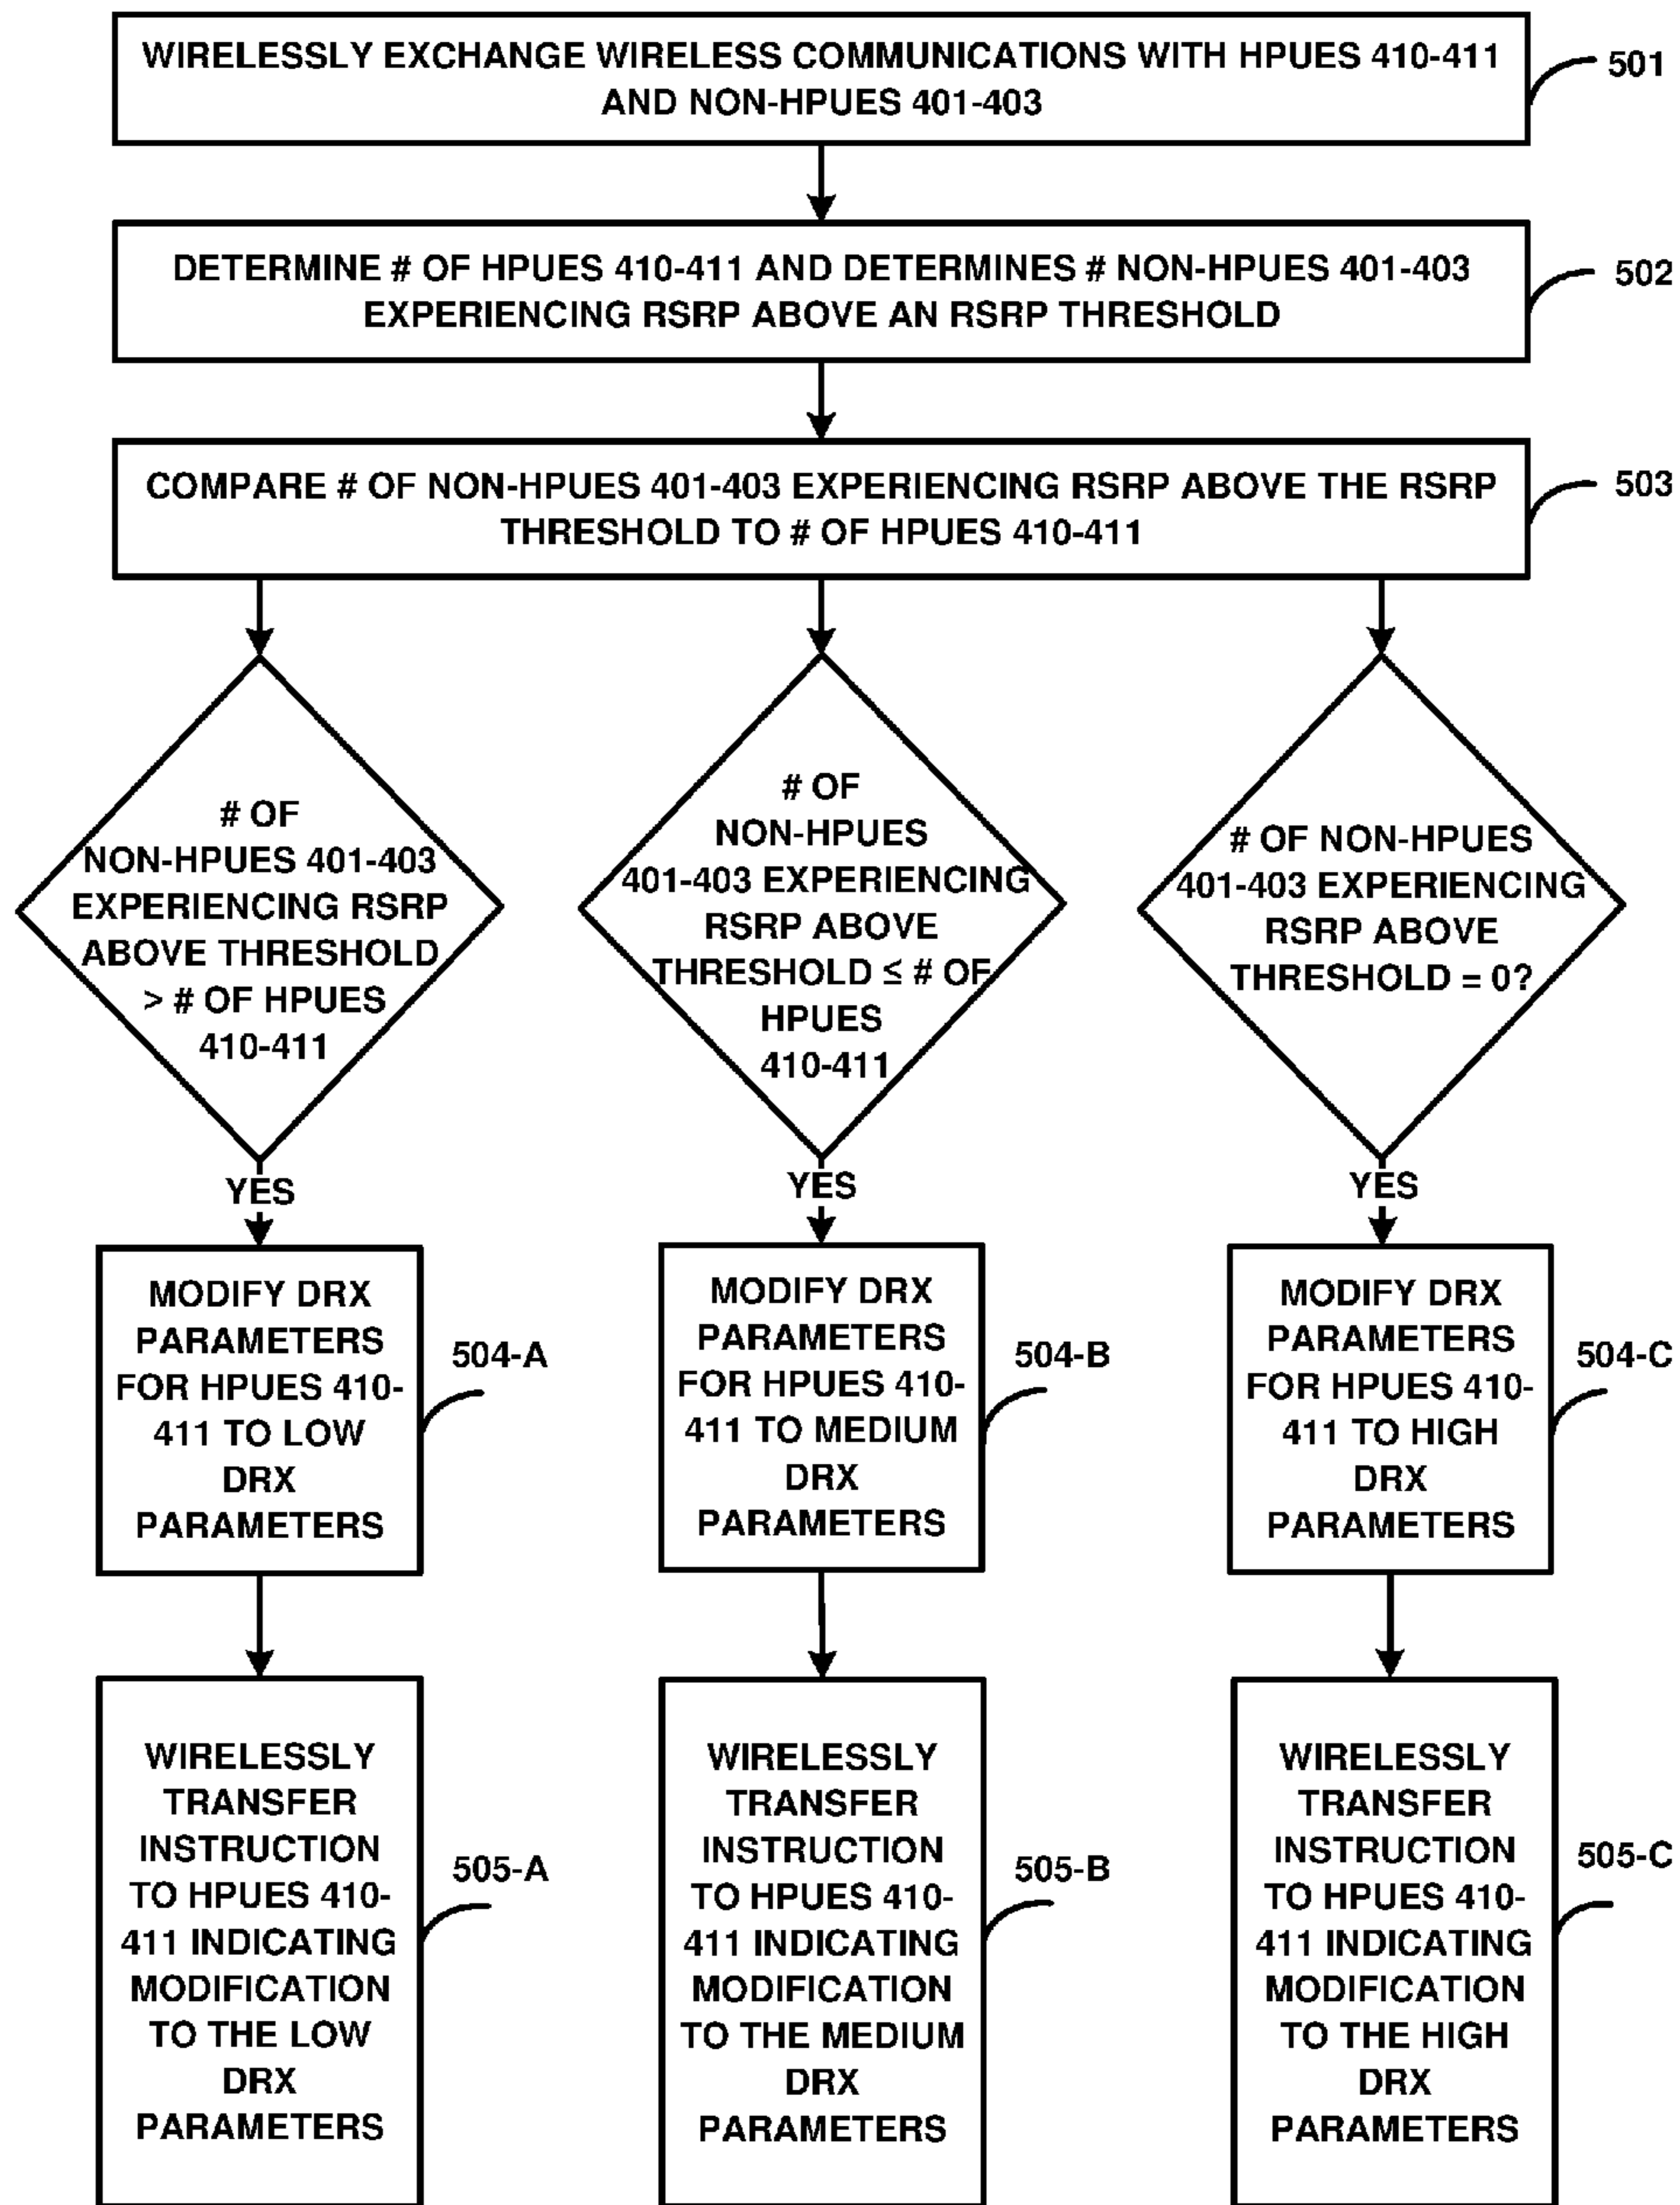 WIRELESSLY EXCHANGE WIRELESS COMMUNICATIONS WITH HPUES 410-411
AND NON-HPUES 401-403
501
DETERMINE # OF HPUES 410-411 AND DETERMINES # NON-HPUES 401-403
EXPERIENCING RSRP ABOVE AN RSRP THRESHOLD
502
COMPARE # OF NON-HPUES 401-403 EXPERIENCING RSRP ABOVE THE RSRP
THRESHOLD TO # OF HPUES 410-411
503
# OF
NON-HPUES 401-403
EXPERIENCING RSRP
ABOVE THRESHOLD
> # OF HPUES
410-411
# OF
NON-HPUES
401-403 EXPERIENCING
RSRP ABOVE
THRESHOLD ≤ # OF
HPUES
410-411
# OF NON-HPUES
401-403 EXPERIENCING
RSRP ABOVE
THRESHOLD = 0?
YES
YES
YES
MODIFY DRX
PARAMETERS
FOR HPUES 410-
411 TO LOW
DRX
PARAMETERS
504-A
MODIFY DRX
PARAMETERS
FOR HPUES 410-
411 TO MEDIUM
DRX
PARAMETERS
504-B
MODIFY DRX
PARAMETERS
FOR HPUES 410-
411 TO HIGH
DRX
PARAMETERS
504-C
WIRELESSLY
TRANSFER
INSTRUCTION
TO HPUES 410-
411 INDICATING
MODIFICATION
TO THE LOW
DRX
PARAMETERS
505-A
WIRELESSLY
TRANSFER
INSTRUCTION
TO HPUES 410-
411 INDICATING
MODIFICATION
TO THE MEDIUM
DRX
PARAMETERS
505-B
WIRELESSLY
TRANSFER
INSTRUCTION
TO HPUES 410-
411 INDICATING
MODIFICATION
TO THE HIGH
DRX
PARAMETERS
505-C